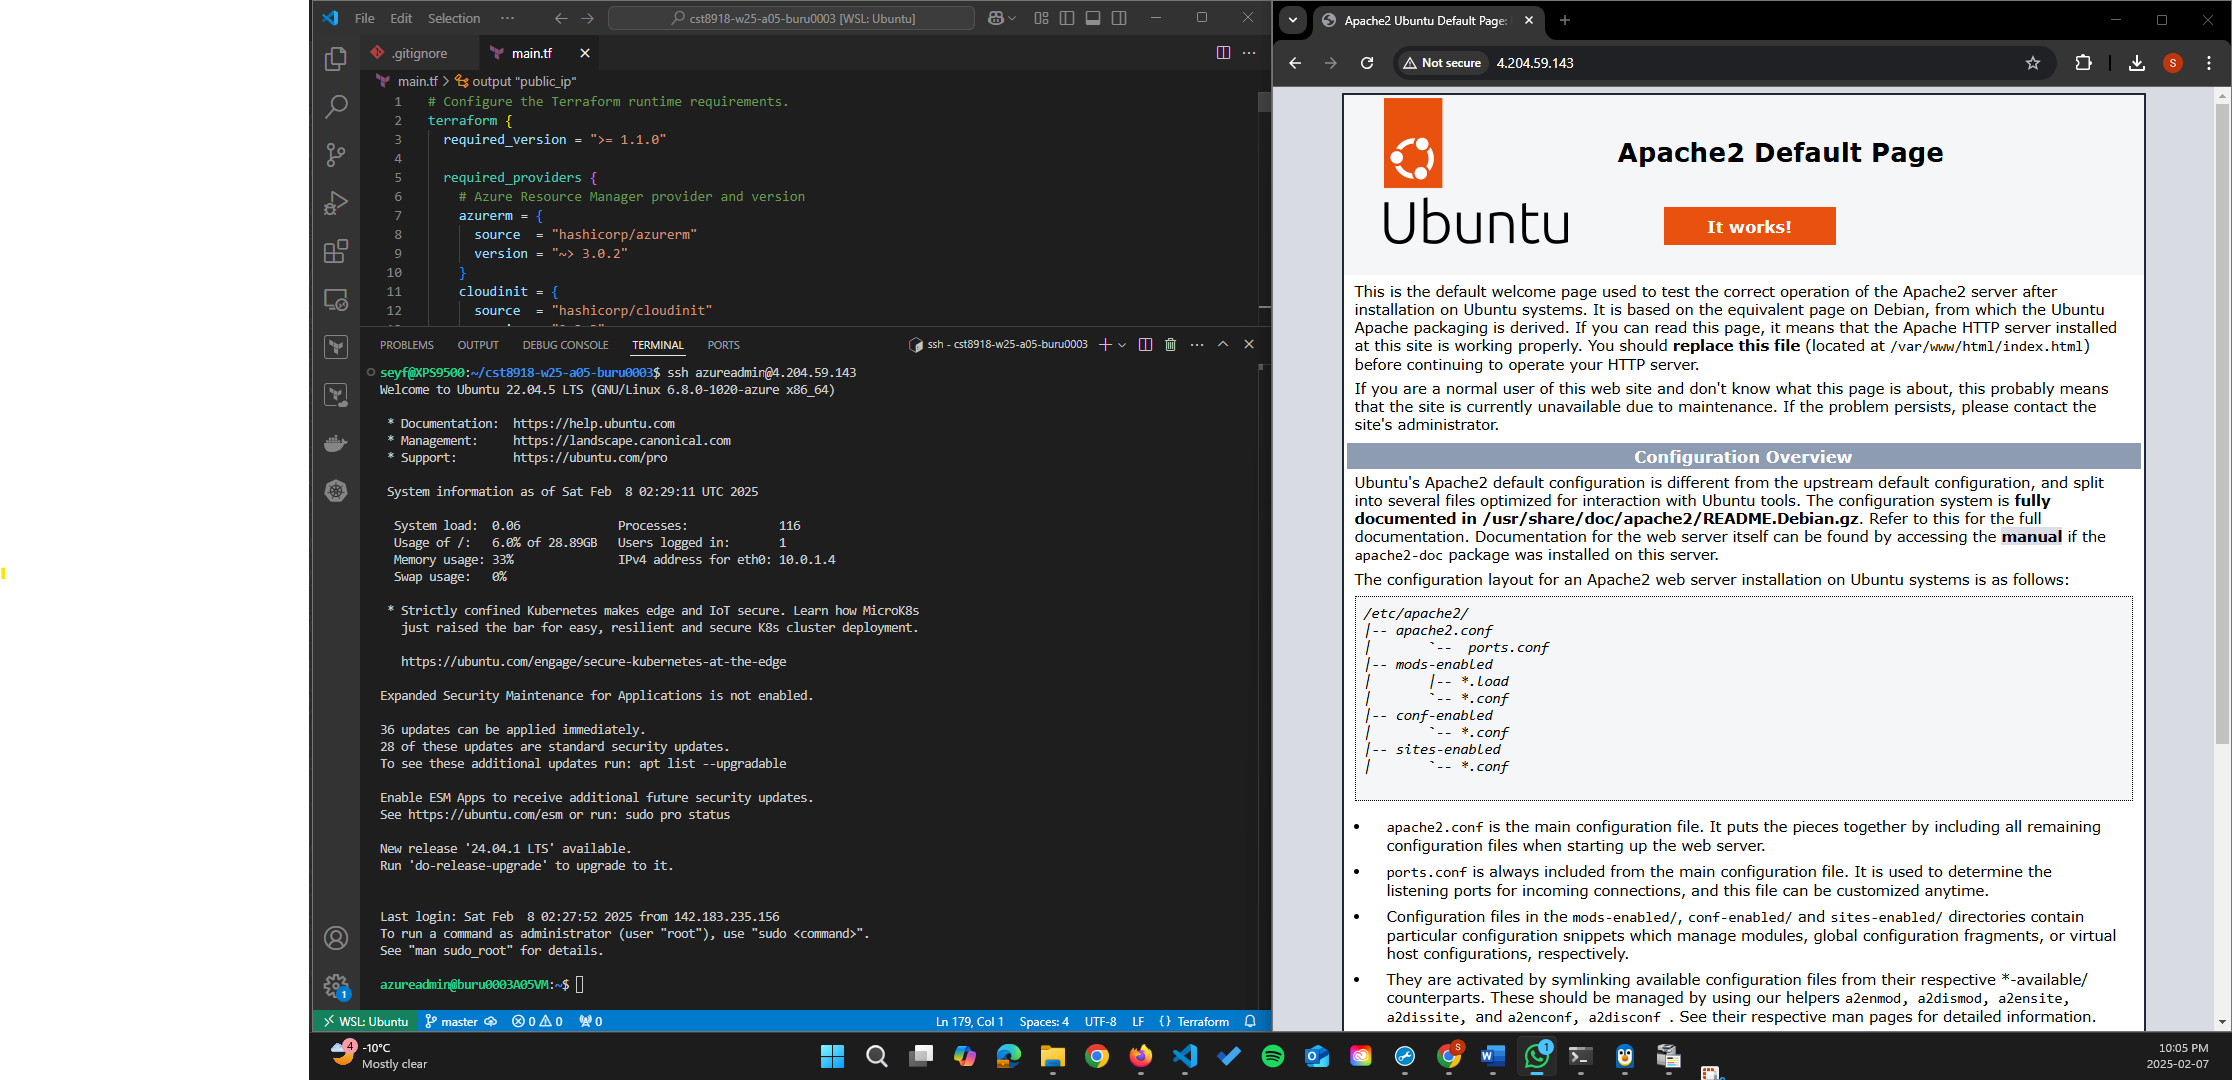 File Edit Selection ···
cst8918-w25-a05-buru0003 [WSL: Ubuntu]
.gitignore
main.tf
main.tf > output "public_ip"
1 # Configure the Terraform runtime requirements.
2 terraform {
3 required_version = ">= 1.1.0"
4
5 required_providers {
6 # Azure Resource Manager provider and version
7 azurerm = {
8 source = "hashicorp/azurerm"
9 version = "~> 3.0.2"
10 }
11 cloudinit = {
12 source = "hashicorp/cloudinit"
PROBLEMS OUTPUT DEBUG CONSOLE TERMINAL PORTS
ssh - cst8918-w25-a05-buru0003
seyf@XPS9500:~/cst8918-w25-a05-buru0003$ ssh azureadmin@4.204.59.143
Welcome to Ubuntu 22.04.5 LTS (GNU/Linux 6.8.0-1020-azure x86_64)
* Documentation: https://help.ubuntu.com
* Management: https://landscape.canonical.com
* Support: https://ubuntu.com/pro
System information as of Sat Feb 8 02:29:11 UTC 2025
System load: 0.06 Processes: 116
Usage of /: 6.0% of 28.89GB Users logged in: 1
Memory usage: 33% IPv4 address for eth0: 10.0.1.4
Swap usage: 0%
* Strictly confined Kubernetes makes edge and IoT secure. Learn how MicroK8s
just raised the bar for easy, resilient and secure K8s cluster deployment.
https://ubuntu.com/engage/secure-kubernetes-at-the-edge
Expanded Security Maintenance for Applications is not enabled.
36 updates can be applied immediately.
28 of these updates are standard security updates.
To see these additional updates run: apt list --upgradable
Enable ESM Apps to receive additional future security updates.
See https://ubuntu.com/esm or run: sudo pro status
New release '24.04.1 LTS' available.
Run 'do-release-upgrade' to upgrade to it.
Last login: Sat Feb 8 02:27:52 2025 from 142.183.235.156
To run a command as administrator (user "root"), use "sudo <command>".
See "man sudo_root" for details.
azureadmin@buru0003A05VM:~$
1
WSL: Ubuntu master 0 0 0
Ln 179, Col 1 Spaces: 4 UTF-8 LF {} Terraform
Apache2 Ubuntu Default Page:
Not secure 4.204.59.143
S
Ubuntu
Apache2 Default Page
It works!
This is the default welcome page used to test the correct operation of the Apache2 server after
installation on Ubuntu systems. It is based on the equivalent page on Debian, from which the Ubuntu
Apache packaging is derived. If you can read this page, it means that the Apache HTTP server installed
at this site is working properly. You should replace this file (located at /var/www/html/index.html)
before continuing to operate your HTTP server.
If you are a normal user of this web site and don't know what this page is about, this probably means
that the site is currently unavailable due to maintenance. If the problem persists, please contact the
site's administrator.
Configuration Overview
Ubuntu's Apache2 default configuration is different from the upstream default configuration, and split
into several files optimized for interaction with Ubuntu tools. The configuration system is fully
documented in /usr/share/doc/apache2/README.Debian.gz. Refer to this for the full
documentation. Documentation for the web server itself can be found by accessing the manual if the
apache2-doc package was installed on this server.
The configuration layout for an Apache2 web server installation on Ubuntu systems is as follows:
/etc/apache2/
|-- apache2.conf
| `-- ports.conf
|-- mods-enabled
| |-- *.load
| `-- *.conf
|-- conf-enabled
| `-- *.conf
|-- sites-enabled
| `-- *.conf
• apache2.conf is the main configuration file. It puts the pieces together by including all remaining
configuration files when starting up the web server.
• ports.conf is always included from the main configuration file. It is used to determine the
listening ports for incoming connections, and this file can be customized anytime.
• Configuration files in the mods-enabled/, conf-enabled/ and sites-enabled/ directories contain
particular configuration snippets which manage modules, global configuration fragments, or virtual
host configurations, respectively.
• They are activated by symlinking available configuration files from their respective *-available/
counterparts. These should be managed by using our helpers a2enmod, a2dismod, a2ensite,
a2dissite, and a2enconf, a2disconf . See their respective man pages for detailed information.
4
-10°C
Mostly clear
S
1
10:05 PM
2025-02-07